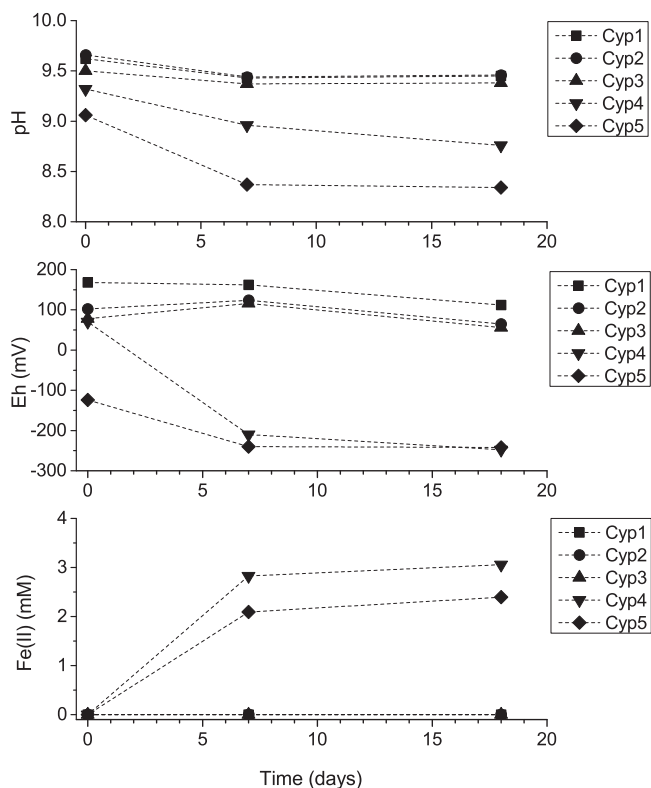 10.0
9.5
9.0
8.5
8.0
pH
0 5 10 15 20
Cyp1
Cyp2
Cyp3
Cyp4
Cyp5
200
100
0
-100
-200
-300
Eh (mV)
0 5 10 15 20
Cyp1
Cyp2
Cyp3
Cyp4
Cyp5
4
3
2
1
0
Fe(II) (mM)
0 5 10 15 20
Cyp1
Cyp2
Cyp3
Cyp4
Cyp5
Time (days)